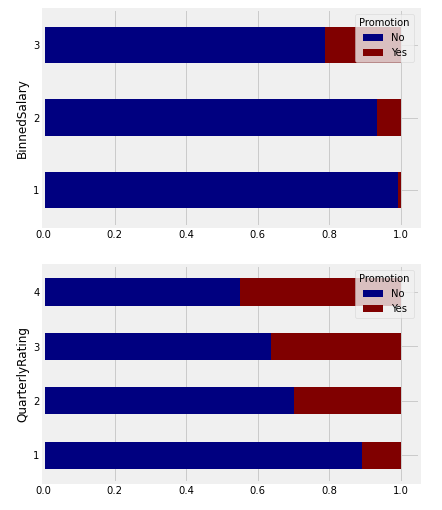 Promotion
No
Yes
3
2
1
BinnedSalary
0.0 0.2 0.4 0.6 0.8 1.0
Promotion
No
Yes
4
3
2
1
QuarterlyRating
0.0 0.2 0.4 0.6 0.8 1.0